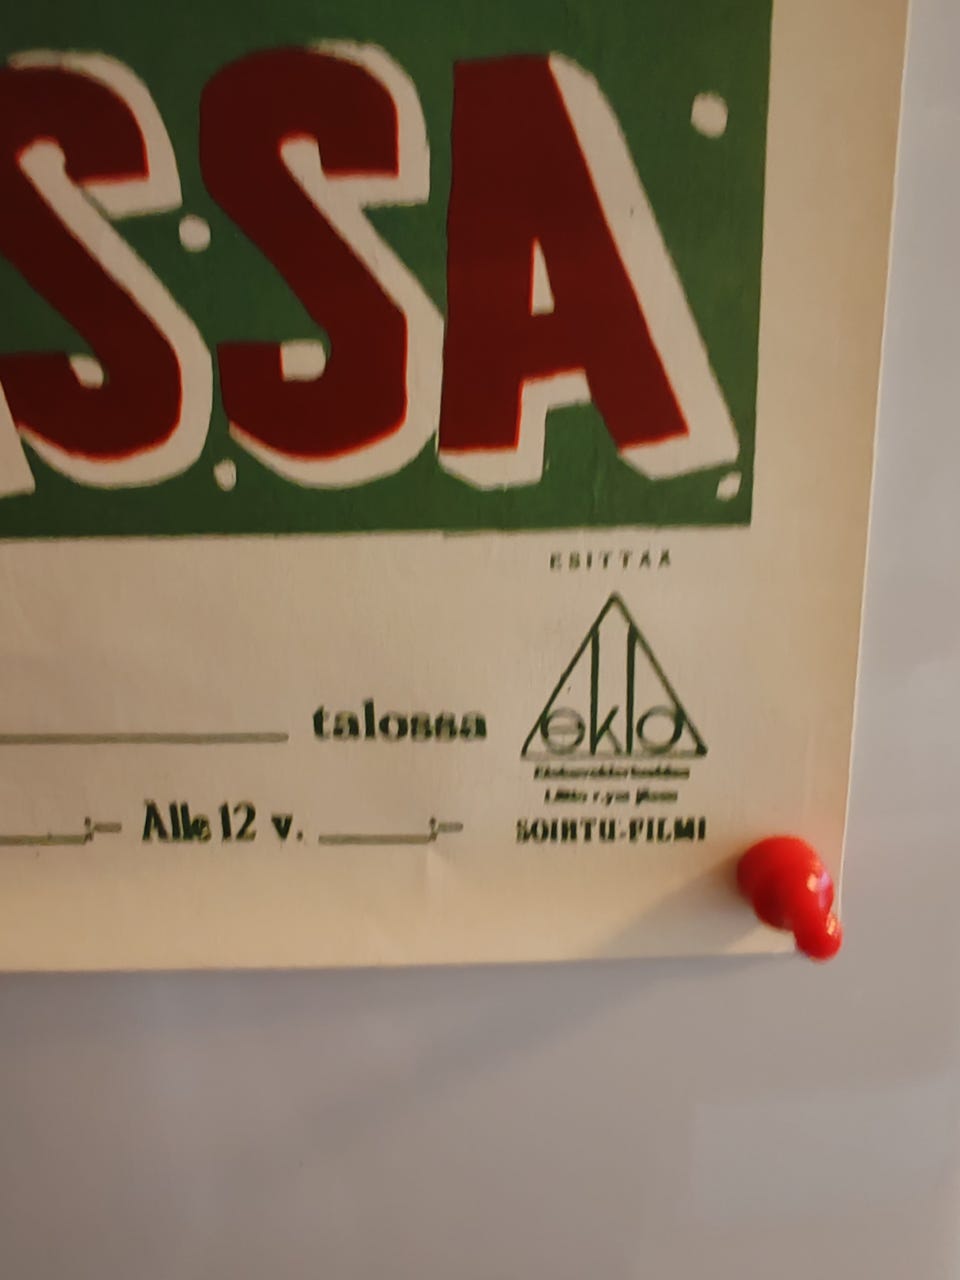 SSA
ESITTÄÄ
talossa
ekla
Alle 12 v. ;—
SOIHTU-FILMI